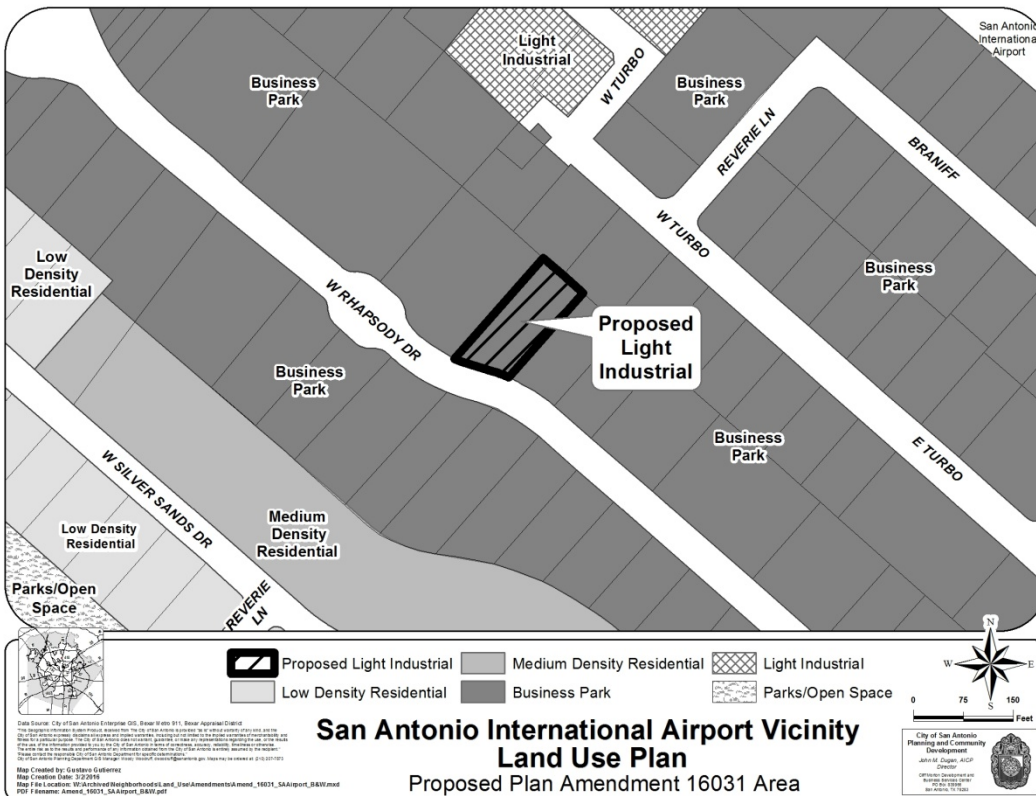 San Antonio
International
Airport
Light
Industrial
W TURBO
Business
Park
Business
Park
REVERIE LN
BRANIFF
Low
Density
Residential
W TURBO
Business
Park
W RHAPSODY DR
Proposed
Light
Industrial
Business
Park
Business
Park
E TURBO
W SILVER SANDS DR
Low Density
Residential
Medium
Density
Residential
Parks/Open
Space
REVERIE
LN
Proposed Light Industrial
Medium Density Residential
Light Industrial
Low Density Residential
Business Park
Parks/Open Space
N
W
E
S
0 75 150
Feet
Data Source: City of San Antonio Enterprise GIS, Bexar Metro 911, Bexar Appraisal District
Map Created by: Gustavo Gutierrez
Map Creation Date: 3/2/2016
PDF Filename: Amend_16031_SAAirport_B&W.pdf
San Antonio International Airport Vicinity
Land Use Plan
Proposed Plan Amendment 16031 Area
City of San Antonio
Planning and Community
Development
John M. Dugan, AICP
Director